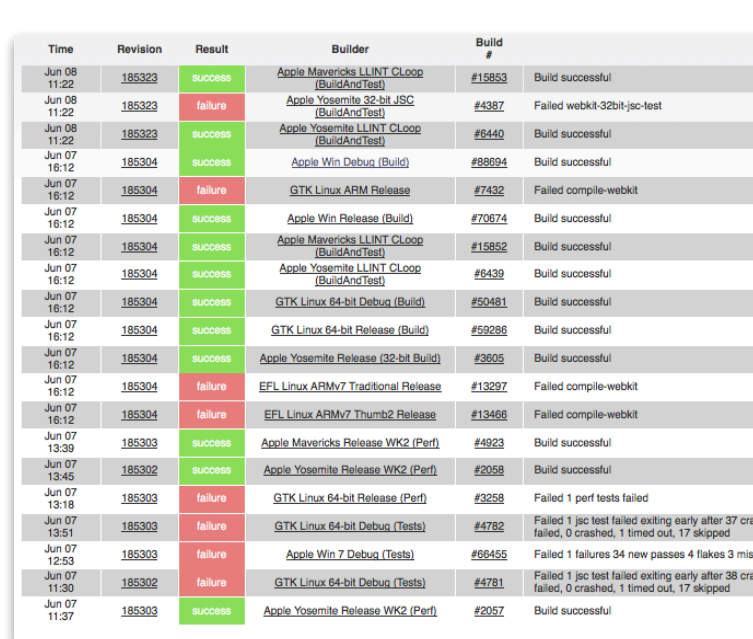 Time Revision Result Builder Build #
Jun 08 11:22 185323 success Apple Mavericks LLINT CLoop (BuildAndTest) #15853 Build successful
Jun 08 11:22 185323 failure Apple Yosemite 32-bit JSC (BuildAndTest) #4387 Failed webkit-32bit-jsc-test
Jun 08 11:22 185323 success Apple Yosemite LLINT CLoop (BuildAndTest) #6440 Build successful
Jun 07 16:12 185304 success Apple Win Debug (Build) #88694 Build successful
Jun 07 16:12 185304 failure GTK Linux ARM Release #7432 Failed compile-webkit
Jun 07 16:12 185304 success Apple Win Release (Build) #70674 Build successful
Jun 07 16:12 185304 success Apple Mavericks LLINT CLoop (BuildAndTest) #15852 Build successful
Jun 07 16:12 185304 success Apple Yosemite LLINT CLoop (BuildAndTest) #6439 Build successful
Jun 07 16:12 185304 success GTK Linux 64-bit Debug (Build) #50481 Build successful
Jun 07 16:12 185304 success GTK Linux 64-bit Release (Build) #59286 Build successful
Jun 07 16:12 185304 success Apple Yosemite Release (32-bit Build) #3605 Build successful
Jun 07 16:12 185304 failure EFL Linux ARMv7 Traditional Release #13297 Failed compile-webkit
Jun 07 16:12 185304 failure EFL Linux ARMv7 Thumb2 Release #13466 Failed compile-webkit
Jun 07 13:39 185303 success Apple Mavericks Release WK2 (Perf) #4923 Build successful
Jun 07 13:45 185302 success Apple Yosemite Release WK2 (Perf) #2058 Build successful
Jun 07 13:18 185303 failure GTK Linux 64-bit Release (Perf) #3258 Failed 1 perf tests failed
Jun 07 13:51 185303 failure GTK Linux 64-bit Debug (Tests) #4782 Failed 1 jsc test failed exiting early after 37 cra failed, 0 crashed, 1 timed out, 17 skipped
Jun 07 12:53 185303 failure Apple Win 7 Debug (Tests) #66455 Failed 1 failures 34 new passes 4 flakes 3 mis
Jun 07 11:30 185302 failure GTK Linux 64-bit Debug (Tests) #4781 Failed 1 jsc test failed exiting early after 38 cra failed, 0 crashed, 1 timed out, 17 skipped
Jun 07 11:37 185303 success Apple Yosemite Release WK2 (Perf) #2057 Build successful